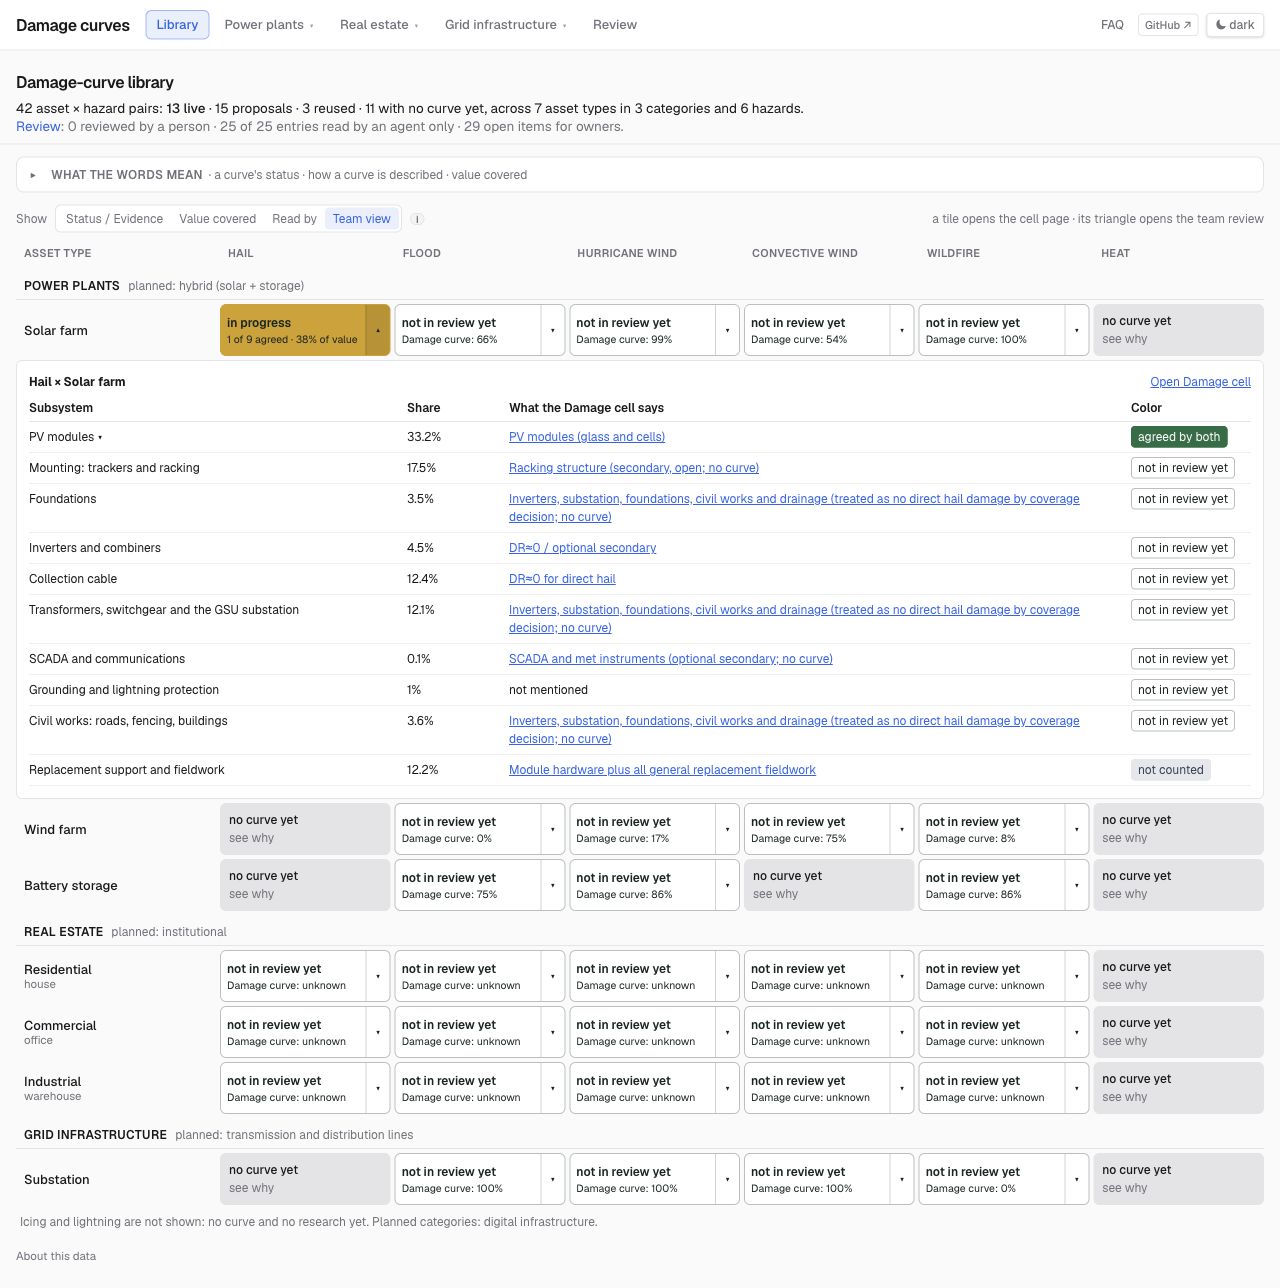 Damage curves
Library
Power plants
Real estate
Grid infrastructure
Review
FAQ
GitHub ↗
dark
Damage-curve library
42 asset × hazard pairs: 13 live · 15 proposals · 3 reused · 11 with no curve yet, across 7 asset types in 3 categories and 6 hazards.
Review: 0 reviewed by a person · 25 of 25 entries read by an agent only · 29 open items for owners.
▸ WHAT THE WORDS MEAN · a curve's status · how a curve is described · value covered
Show Status / Evidence Value covered Read by Team view i
a tile opens the cell page · its triangle opens the team review
ASSET TYPE HAIL FLOOD HURRICANE WIND CONVECTIVE WIND WILDFIRE HEAT
POWER PLANTS planned: hybrid (solar + storage)
Solar farm
in progress
1 of 9 agreed · 38% of value
not in review yet
Damage curve: 66%
not in review yet
Damage curve: 99%
not in review yet
Damage curve: 54%
not in review yet
Damage curve: 100%
no curve yet
see why
Hail × Solar farm
Open Damage cell
Subsystem Share What the Damage cell says Color
PV modules ▾ 33.2% PV modules (glass and cells) agreed by both
Mounting: trackers and racking 17.5% Racking structure (secondary, open; no curve) not in review yet
Foundations 3.5% Inverters, substation, foundations, civil works and drainage (treated as no direct hail damage by coverage not in review yet
decision; no curve)
Inverters and combiners 4.5% DR≈0 / optional secondary not in review yet
Collection cable 12.4% DR≈0 for direct hail not in review yet
Transformers, switchgear and the GSU substation 12.1% Inverters, substation, foundations, civil works and drainage (treated as no direct hail damage by coverage not in review yet
decision; no curve)
SCADA and communications 0.1% SCADA and met instruments (optional secondary; no curve) not in review yet
Grounding and lightning protection 1% not mentioned not in review yet
Civil works: roads, fencing, buildings 3.6% Inverters, substation, foundations, civil works and drainage (treated as no direct hail damage by coverage not in review yet
decision; no curve)
Replacement support and fieldwork 12.2% Module hardware plus all general replacement fieldwork not counted
Wind farm
no curve yet
see why
not in review yet
Damage curve: 0%
not in review yet
Damage curve: 17%
not in review yet
Damage curve: 75%
not in review yet
Damage curve: 8%
no curve yet
see why
Battery storage
no curve yet
see why
not in review yet
Damage curve: 75%
not in review yet
Damage curve: 86%
no curve yet
see why
not in review yet
Damage curve: 86%
no curve yet
see why
REAL ESTATE planned: institutional
Residential
house
not in review yet
Damage curve: unknown
not in review yet
Damage curve: unknown
not in review yet
Damage curve: unknown
not in review yet
Damage curve: unknown
not in review yet
Damage curve: unknown
no curve yet
see why
Commercial
office
not in review yet
Damage curve: unknown
not in review yet
Damage curve: unknown
not in review yet
Damage curve: unknown
not in review yet
Damage curve: unknown
not in review yet
Damage curve: unknown
no curve yet
see why
Industrial
warehouse
not in review yet
Damage curve: unknown
not in review yet
Damage curve: unknown
not in review yet
Damage curve: unknown
not in review yet
Damage curve: unknown
not in review yet
Damage curve: unknown
no curve yet
see why
GRID INFRASTRUCTURE planned: transmission and distribution lines
Substation
no curve yet
see why
not in review yet
Damage curve: 100%
not in review yet
Damage curve: 100%
not in review yet
Damage curve: 100%
not in review yet
Damage curve: 0%
no curve yet
see why
Icing and lightning are not shown: no curve and no research yet. Planned categories: digital infrastructure.
About this data